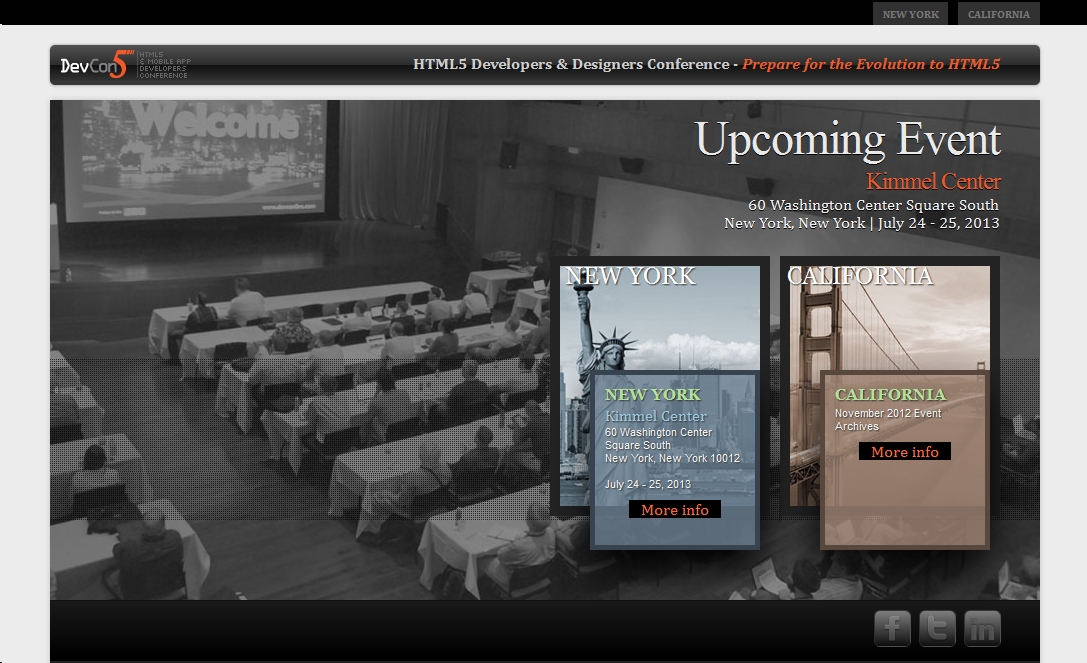 NEW YORK
CALIFORNIA
DevCon5
HTML5
& MOBILE APP
DEVELOPERS
CONFERENCE
HTML5 Developers & Designers Conference - Prepare for the Evolution to HTML5
Welcome
Upcoming Event
Kimmel Center
60 Washington Center Square South
New York, New York | July 24 - 25, 2013
NEW YORK
NEW YORK
Kimmel Center
60 Washington Center
Square South
New York, New York 10012
July 24 - 25, 2013
More info
CALIFORNIA
CALIFORNIA
November 2012 Event
Archives
More info
f
t
in